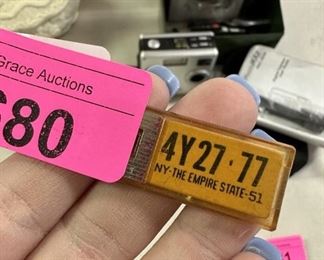 Grace Auctions
$80
4Y27·77
NY-THE EMPIRE STATE-51